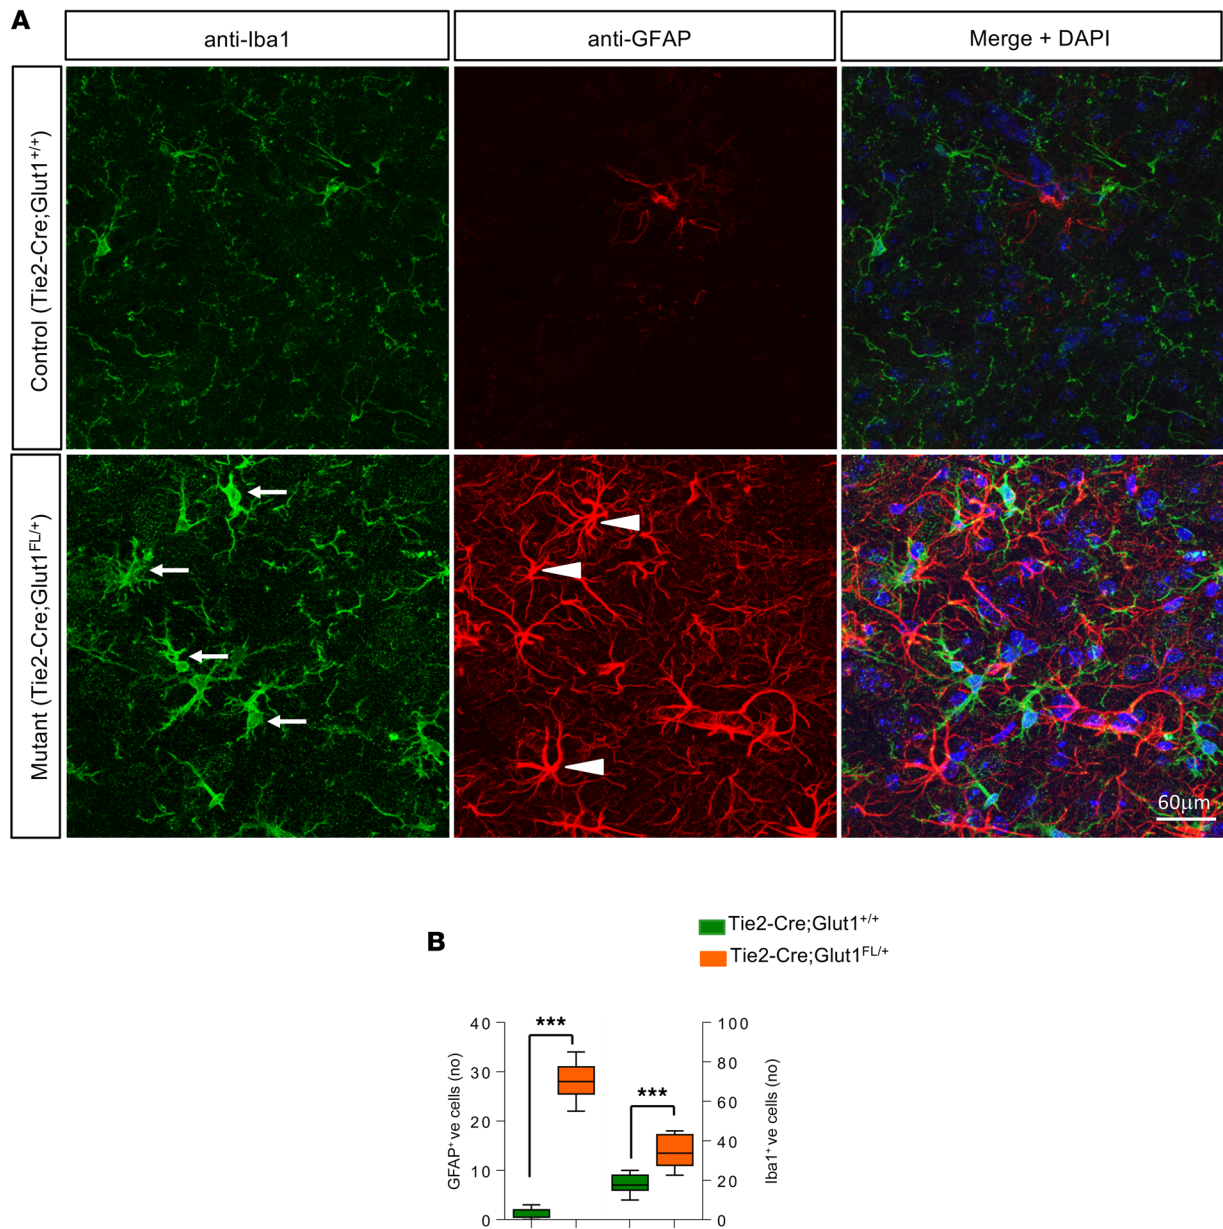 A
anti-Iba1
anti-GFAP
Merge + DAPI
Control (Tie2-Cre;Glut1+/+)
Mutant (Tie2-Cre;Glut1FL/+)
60µm
B
Tie2-Cre;Glut1+/+
Tie2-Cre;Glut1FL/+
GFAP+ ve cells (no)
40
30
20
10
0
***
***
100
80
60
40
20
0
Iba1+ ve cells (no)